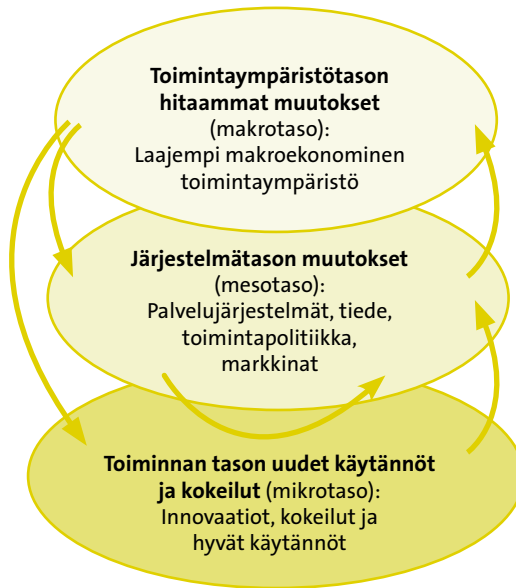 Toimintaympäristötason
hitaammat muutokset
(makrotaso):
Laajempi makroekonominen
toimintaympäristö
Järjestelmätason muutokset
(mesotaso):
Palvelujärjestelmät, tiede,
toimintapolitiikka,
markkinat
Toiminnan tason uudet käytännöt
ja kokeilut (mikrotaso):
Innovaatiot, kokeilut ja
hyvät käytännöt